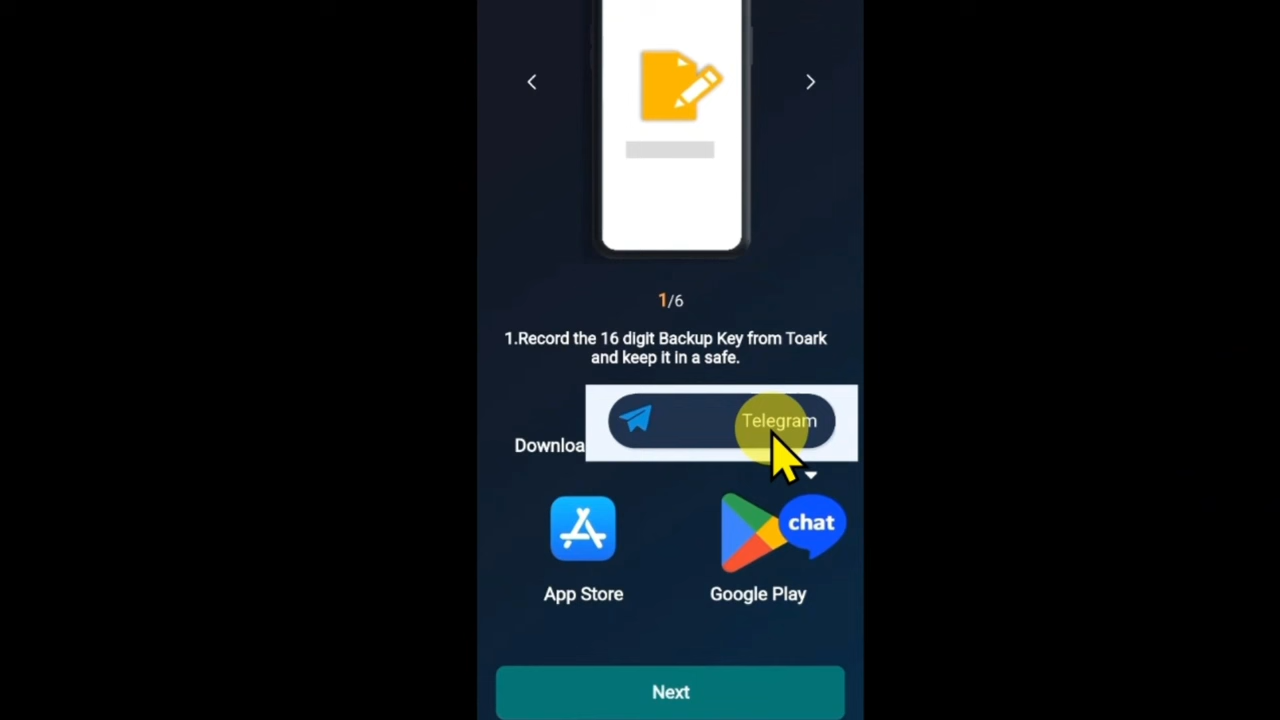 1/6
1.Record the 16 digit Backup Key from Toark
and keep it in a safe.
Telegram
Downloa
chat
App Store
Google Play
Next